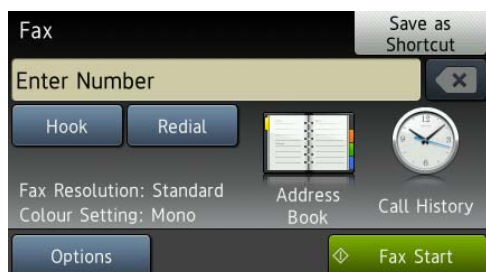 Fax
Save as
Shortcut
Enter Number
Hook
Redial
Fax Resolution: Standard
Colour Setting: Mono
Address
Book
Call History
Options
Fax Start